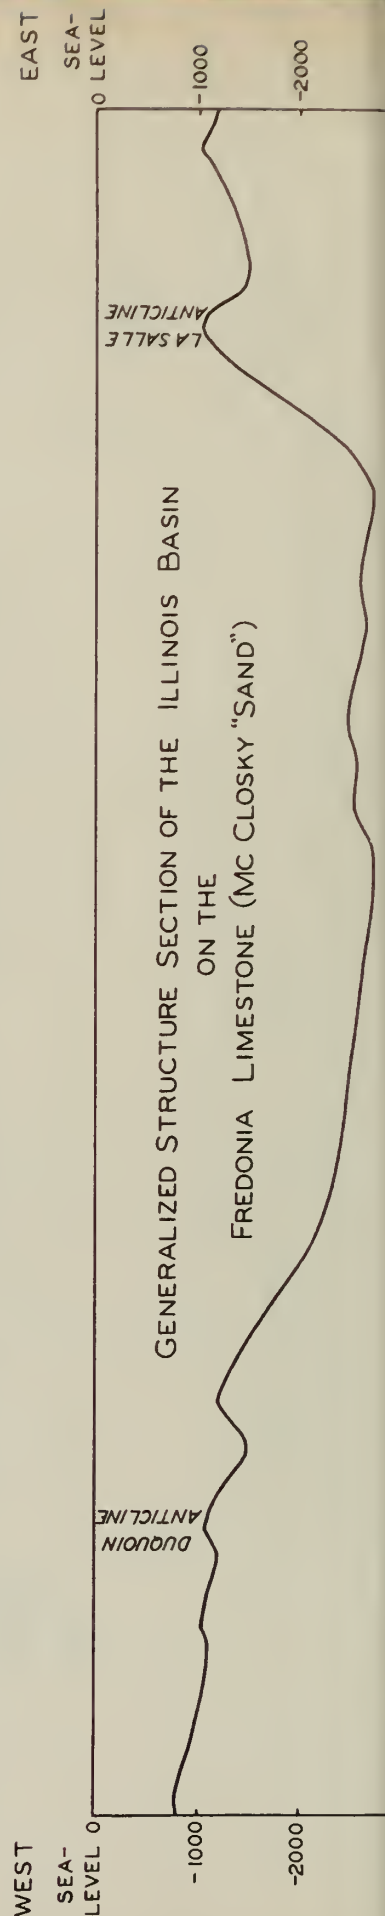 WEST
SEA-
LEVEL 0
-1000
-2000
DUQUOIN
ANTICLINE
GENERALIZED STRUCTURE SECTION OF THE ILLINOIS BASIN
ON THE
FREDONIA LIMESTONE (MC CLOSKY "SAND")
LA SALLE
ANTICLINE
EAST
SEA-
0 LEVEL
-1000
-2000